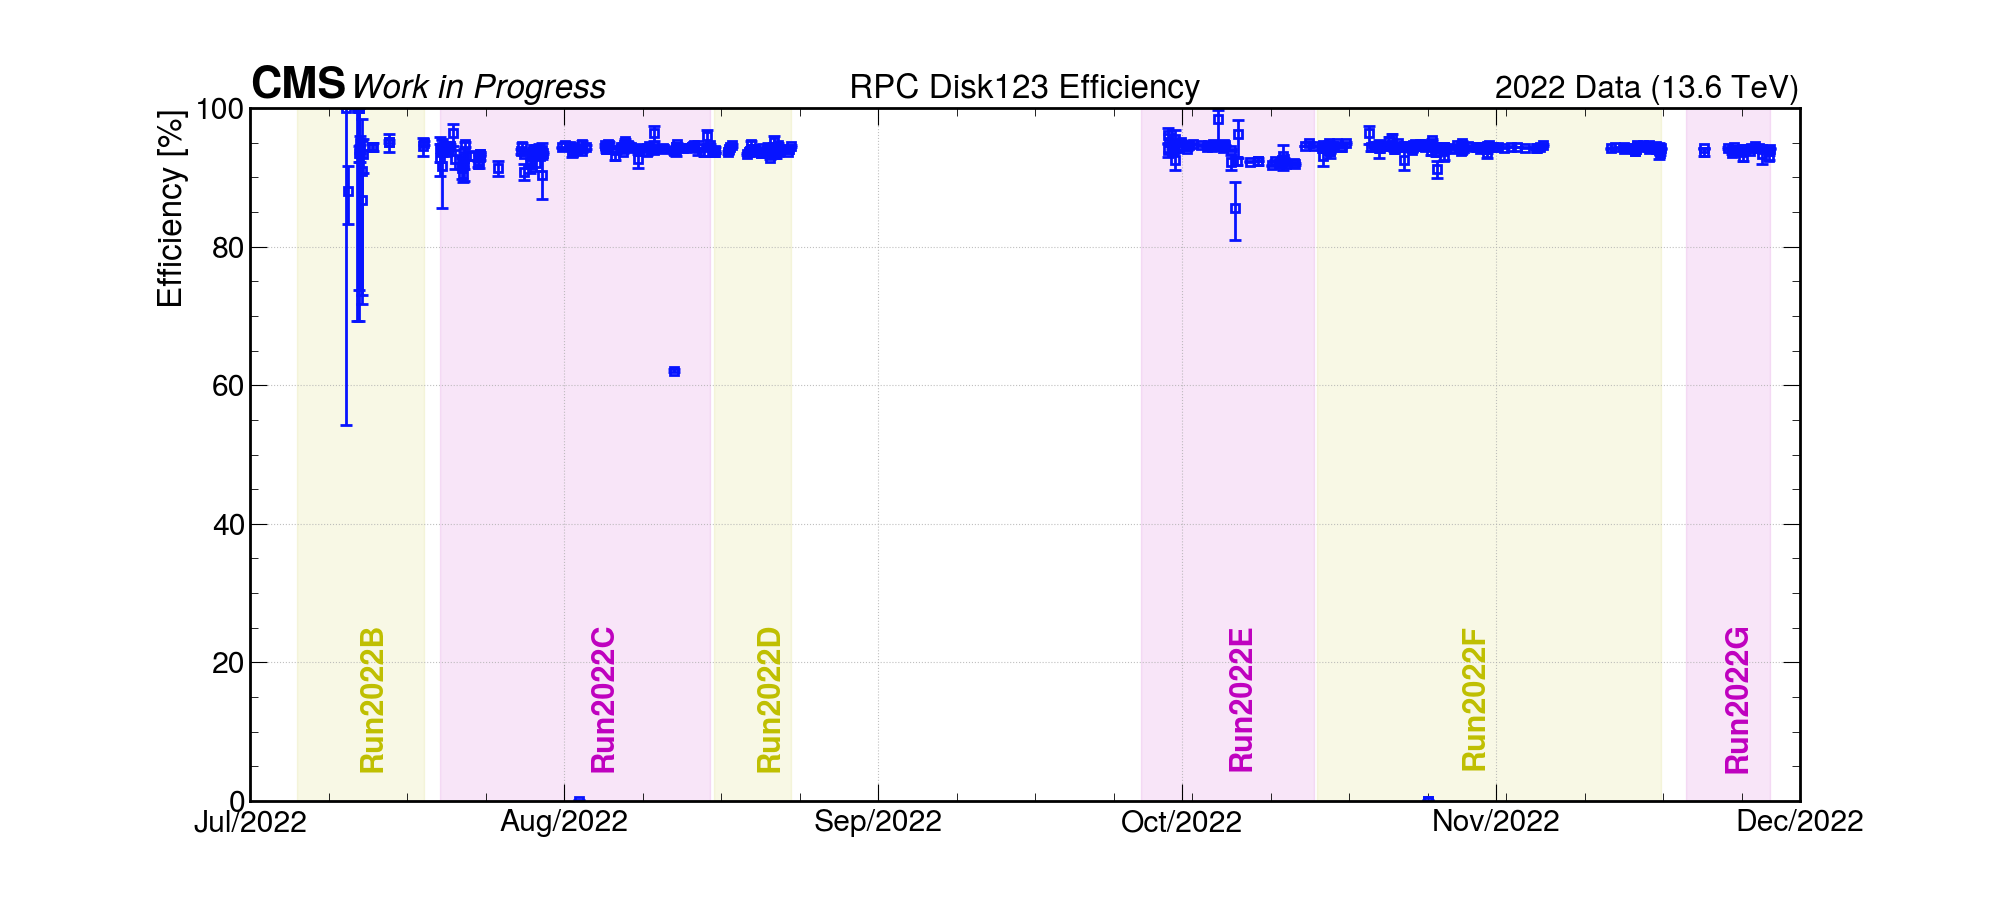 CMS Work in Progress RPC Disk123 Efficiency 2022 Data (13.6 TeV)
Efficiency [%]
100
80
60
40
20
0
Run2022B
Run2022C
Run2022D
Run2022E
Run2022F
Run2022G
Jul/2022 Aug/2022 Sep/2022 Oct/2022 Nov/2022 Dec/2022